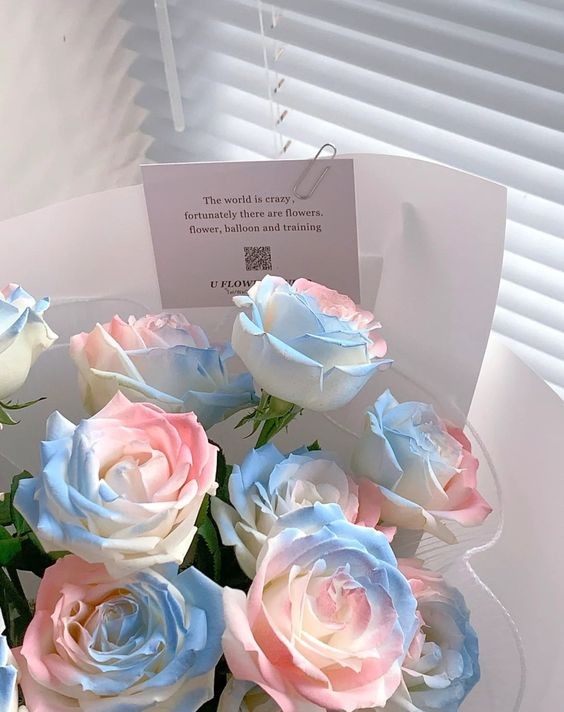 The world is crazy,
fortunately there are flowers.
flower, balloon and training
U FLOW